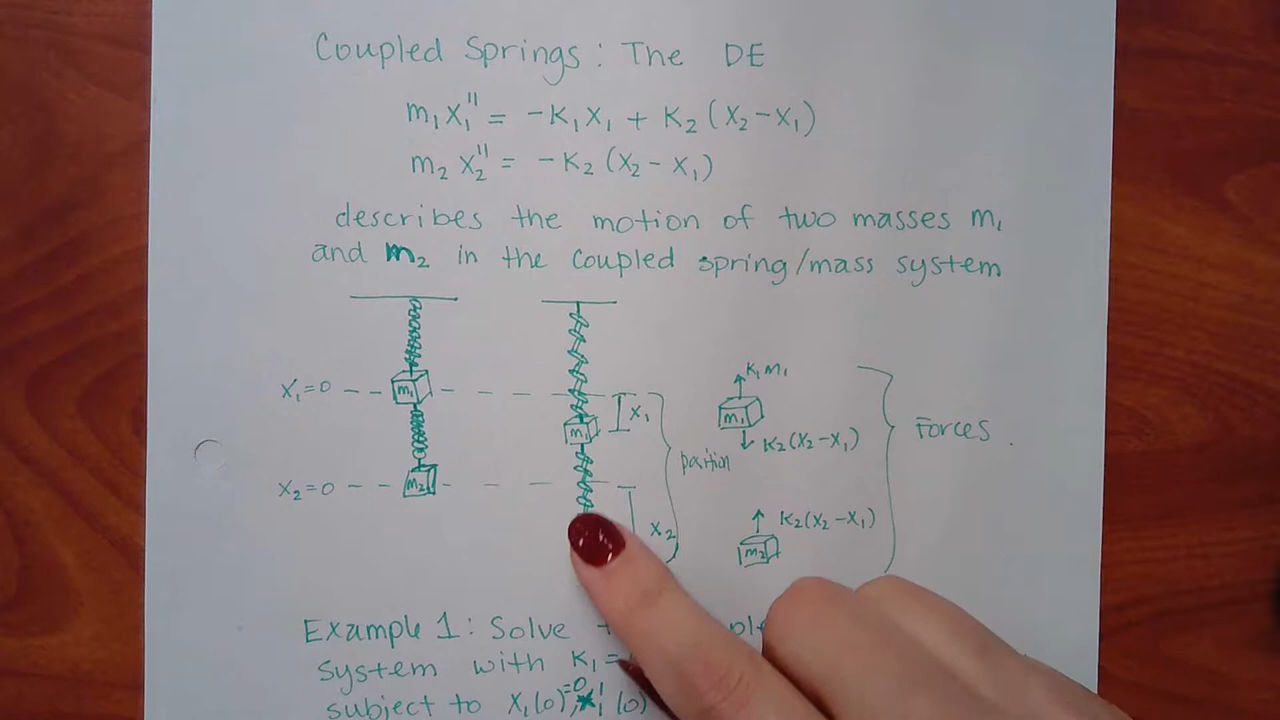 Coupled Springs: The DE
m₁x₁'' = -K₁x₁ + K₂(x₂-x₁)
m₂x₂'' = -K₂(x₂-x₁)
describes the motion of two masses m₁
and m₂ in the coupled spring/mass system
x₁=0
m₁
x₂=0
m₂
m₁
x₁
x₂
position
K₁m₁
m₁
K₂(x₂-x₁)
K₂(x₂-x₁)
m₂
Forces.
Example 1: Solve
system with K₁=
subject to x₁(0)=0, x₁'(0)